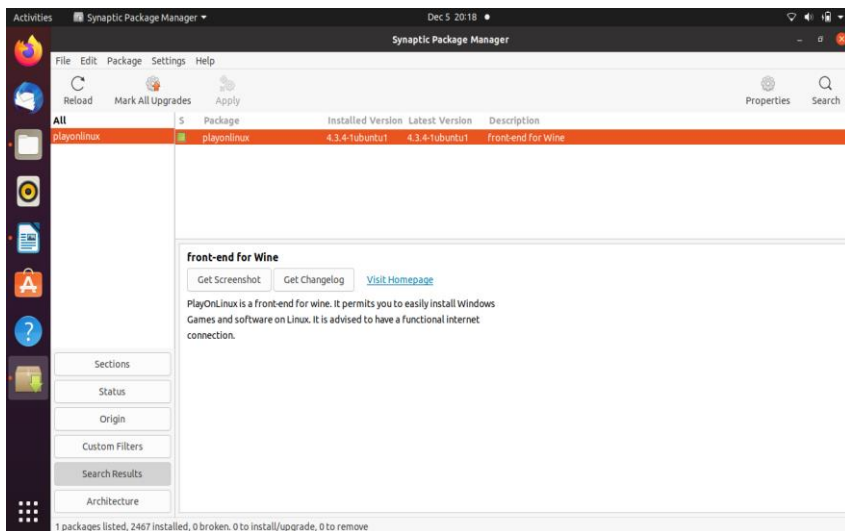 Activities Synaptic Package Manager Dec 5 20:18
Synaptic Package Manager
File Edit Package Settings Help
Reload Mark All Upgrades Apply Properties Search
All S Package Installed Version Latest Version Description
playonlinux playonlinux 4.3.4-1ubuntu1 4.3.4-1ubuntu1 front-end for Wine
front-end for Wine
Get Screenshot Get Changelog Visit Homepage
PlayOnLinux is a front-end for wine. It permits you to easily install Windows
Games and software on Linux. It is advised to have a functional internet
connection.
Sections
Status
Origin
Custom Filters
Search Results
Architecture
1 packages listed, 2467 installed, 0 broken. 0 to install/upgrade, 0 to remove